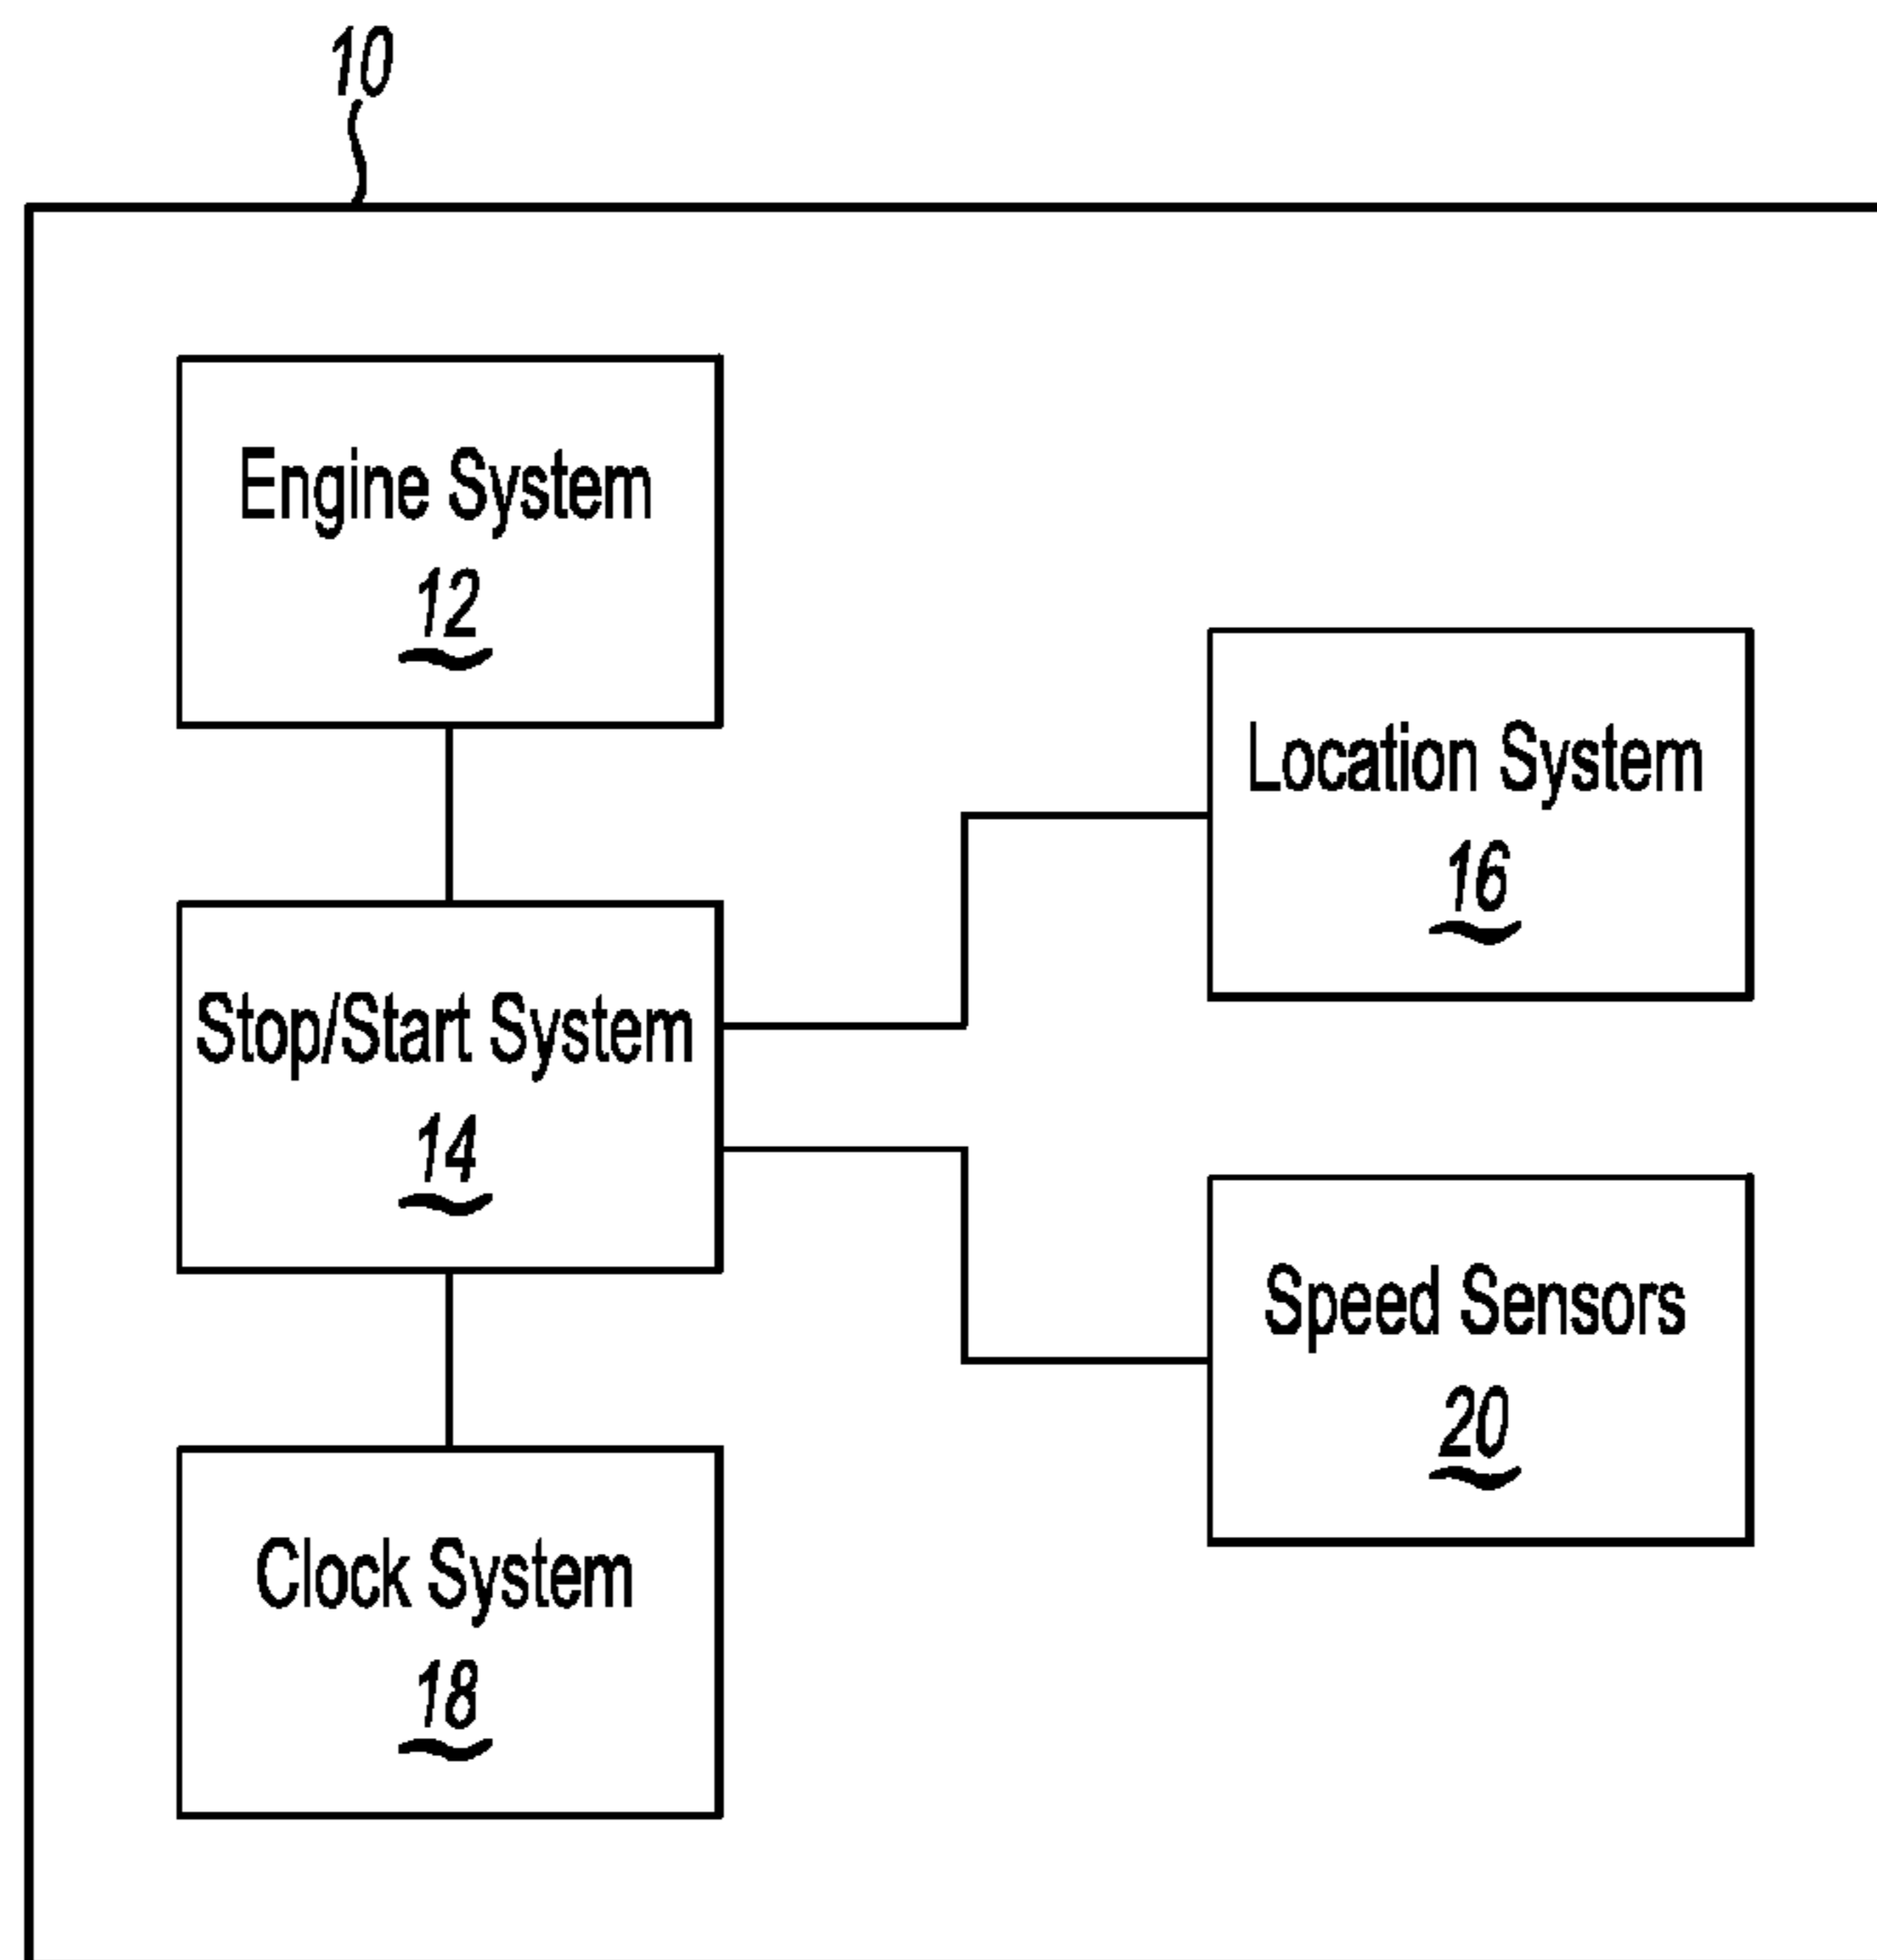 10
Engine System
12
Location System
16
Stop/Start System
14
Speed Sensors
20
Clock System
18